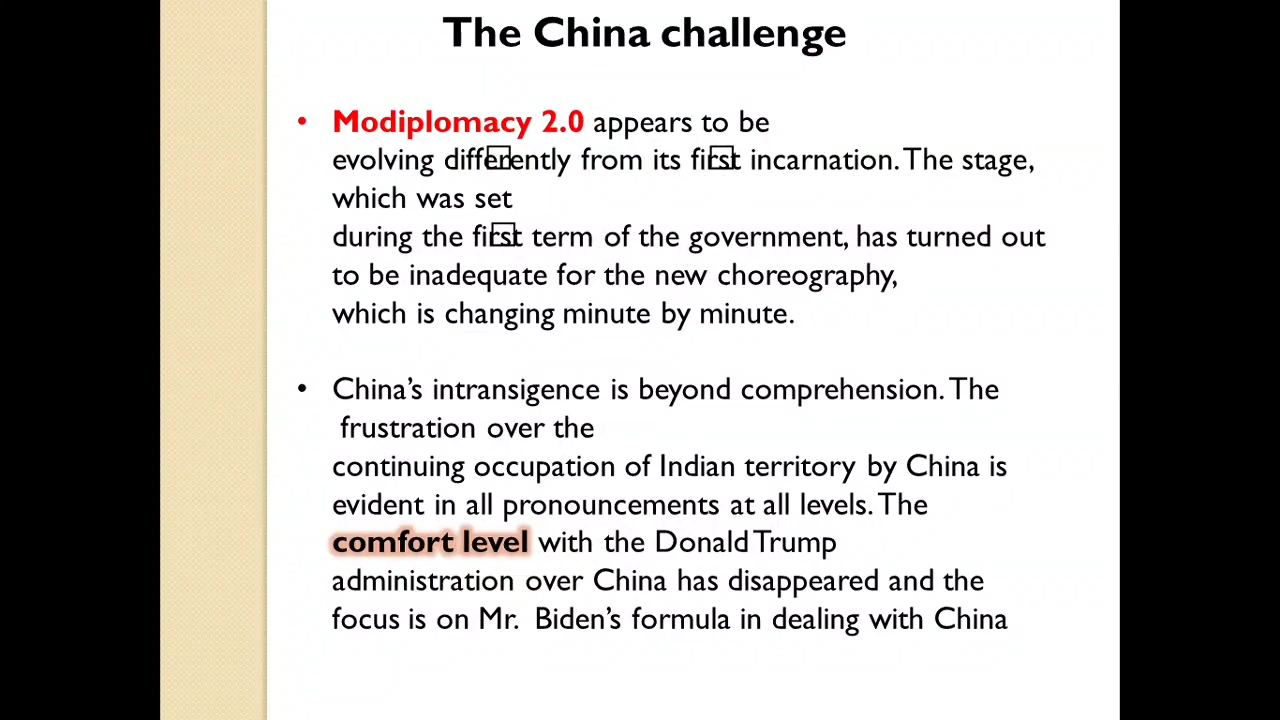 The China challenge
• Modiplomacy 2.0 appears to be
evolving differently from its first incarnation. The stage,
which was set
during the first term of the government, has turned out
to be inadequate for the new choreography,
which is changing minute by minute.
• China’s intransigence is beyond comprehension. The
frustration over the
continuing occupation of Indian territory by China is
evident in all pronouncements at all levels. The
comfort level with the Donald Trump
administration over China has disappeared and the
focus is on Mr. Biden’s formula in dealing with China